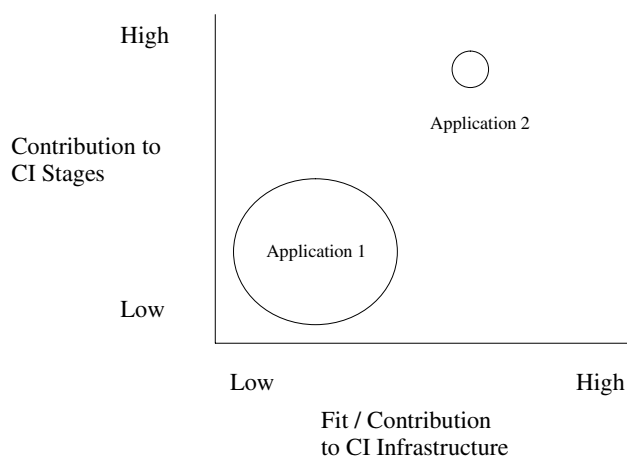 High
Application 2
Contribution to
CI Stages
Application 1
Low
Low High
Fit / Contribution
to CI Infrastructure